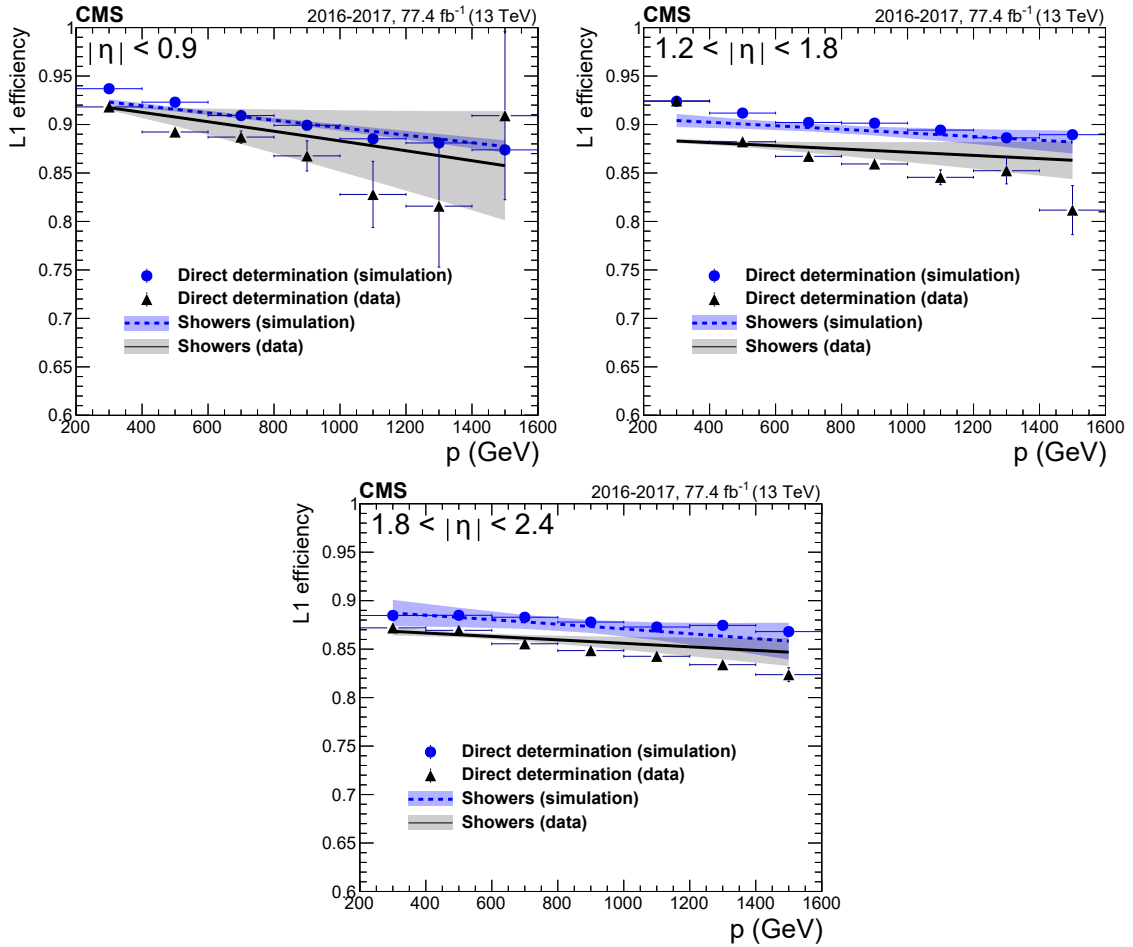 CMS 2016-2017, 77.4 fb⁻¹ (13 TeV)
L1 efficiency
|η| < 0.9
1
0.95
0.9
0.85
0.8
0.75
0.7
0.65
0.6
Direct determination (simulation)
Direct determination (data)
Showers (simulation)
Showers (data)
200 400 600 800 1000 1200 1400 1600
p (GeV)
CMS 2016-2017, 77.4 fb⁻¹ (13 TeV)
L1 efficiency
1.2 < |η| < 1.8
1
0.95
0.9
0.85
0.8
0.75
0.7
0.65
0.6
Direct determination (simulation)
Direct determination (data)
Showers (simulation)
Showers (data)
200 400 600 800 1000 1200 1400 1600
p (GeV)
CMS 2016-2017, 77.4 fb⁻¹ (13 TeV)
L1 efficiency
1.8 < |η| < 2.4
1
0.95
0.9
0.85
0.8
0.75
0.7
0.65
0.6
Direct determination (simulation)
Direct determination (data)
Showers (simulation)
Showers (data)
200 400 600 800 1000 1200 1400 1600
p (GeV)